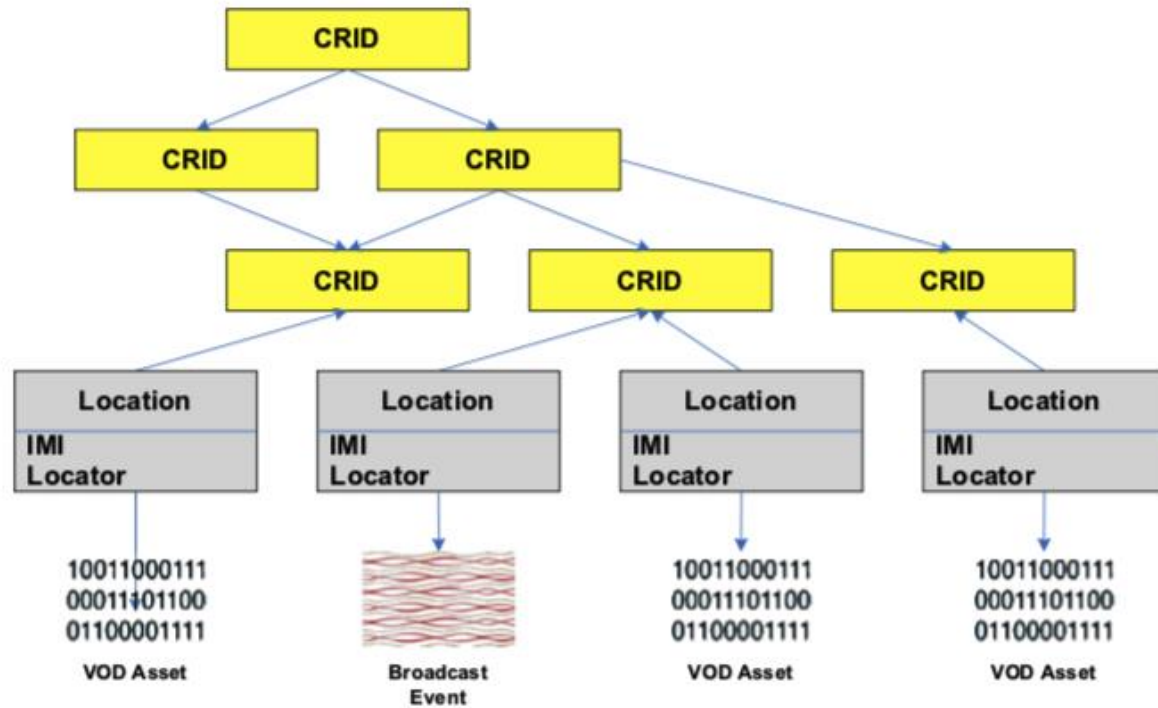 CRID
CRID CRID
CRID CRID CRID
Location Location Location Location
IMI IMI IMI IMI
Locator Locator Locator Locator
10011000111 10011000111 10011000111
00011101100 00011101100 00011101100
01100001111 01100001111 01100001111
VOD Asset Broadcast VOD Asset VOD Asset
Event